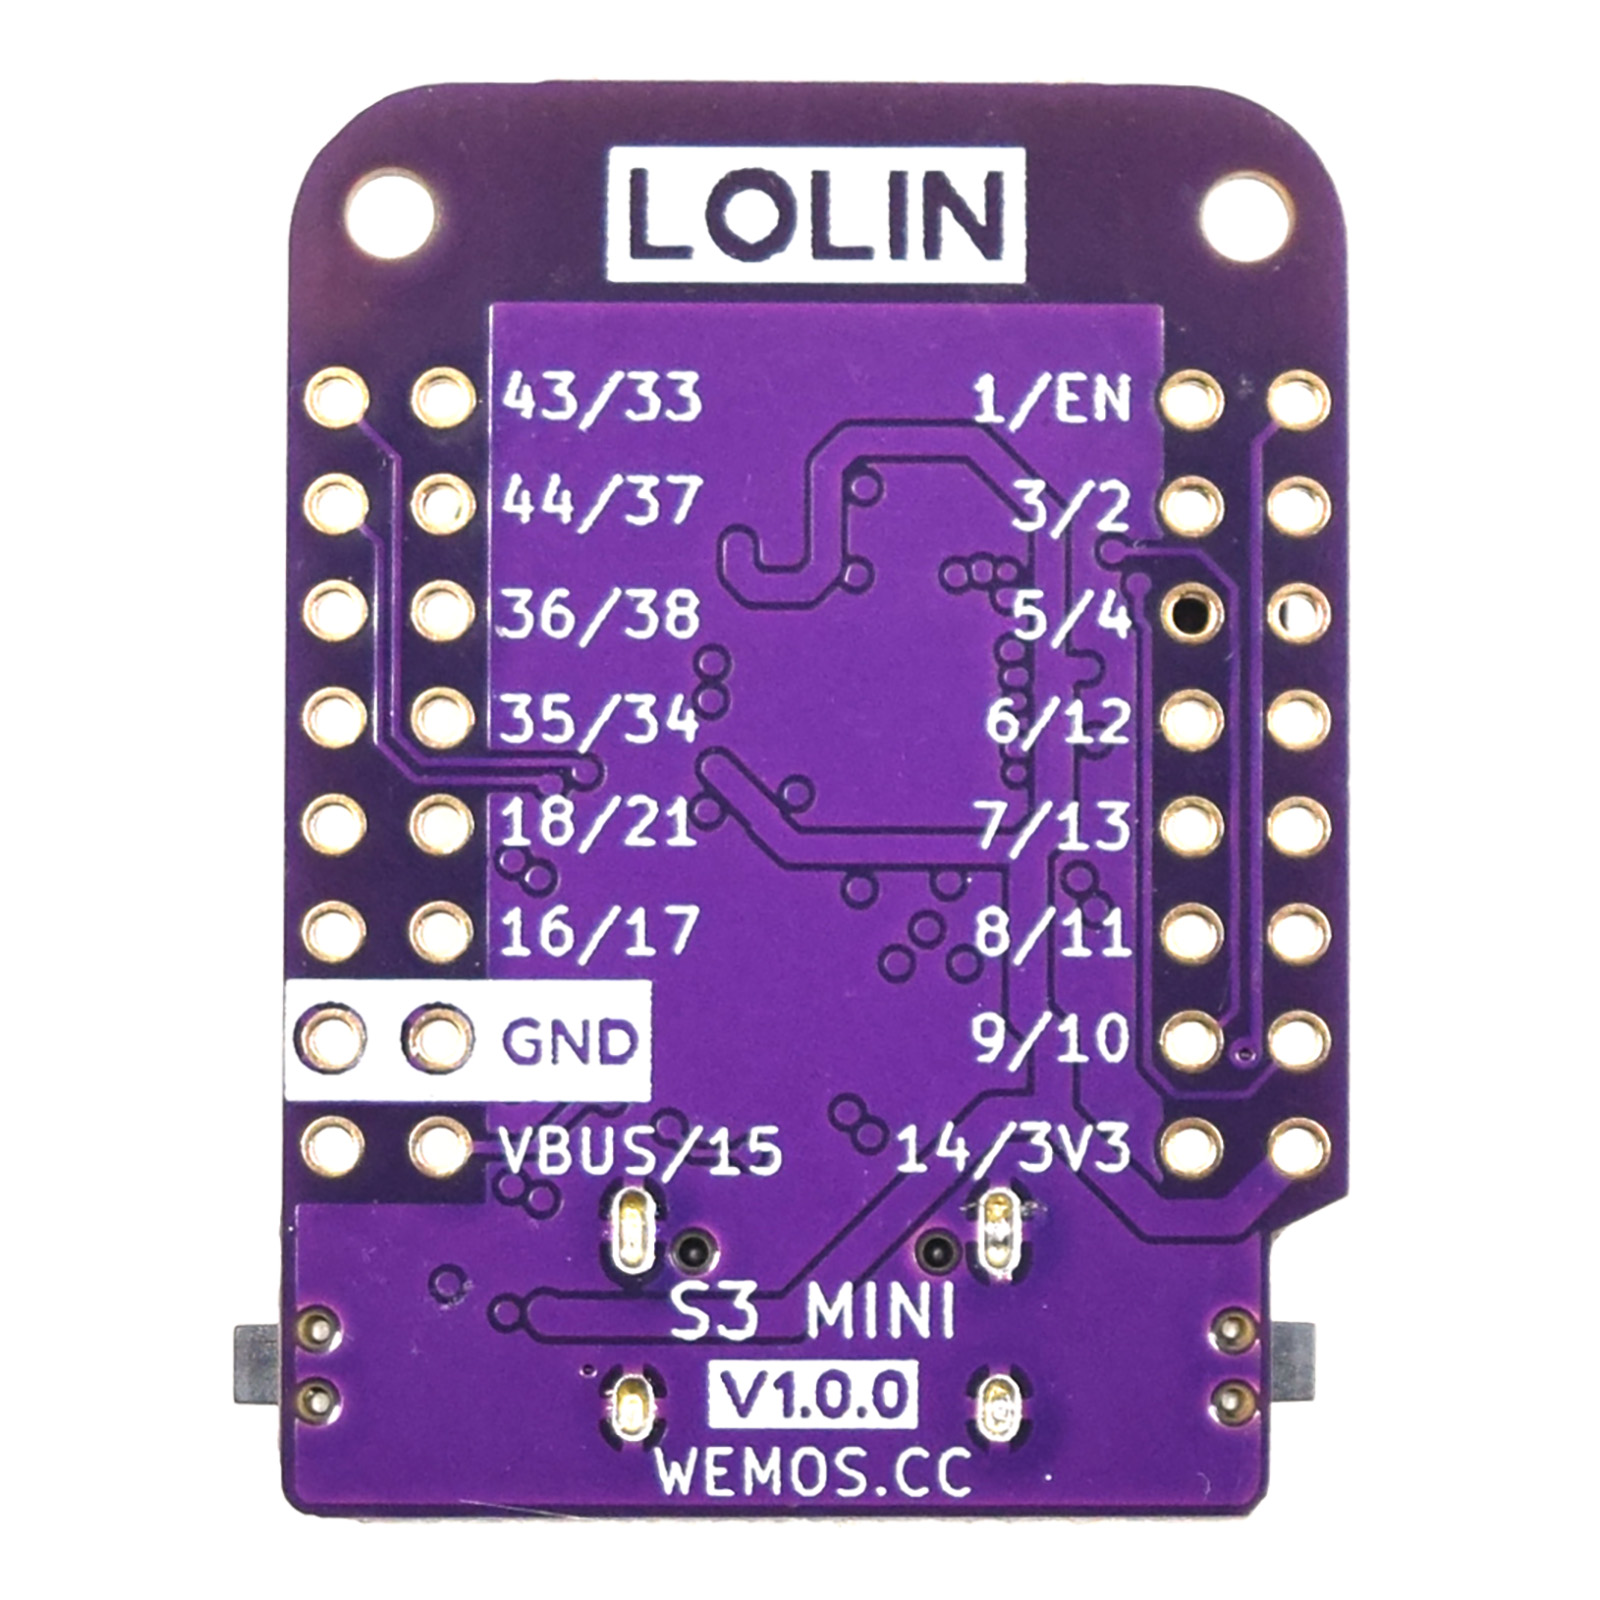 LOLIN
43/33 1/EN
44/37 3/2
36/38 5/4
35/34 6/12
18/21 7/13
16/17 8/11
GND 9/10
VBUS/15 14/3V3
S3 MINI
V1.0.0
WEMOS.CC